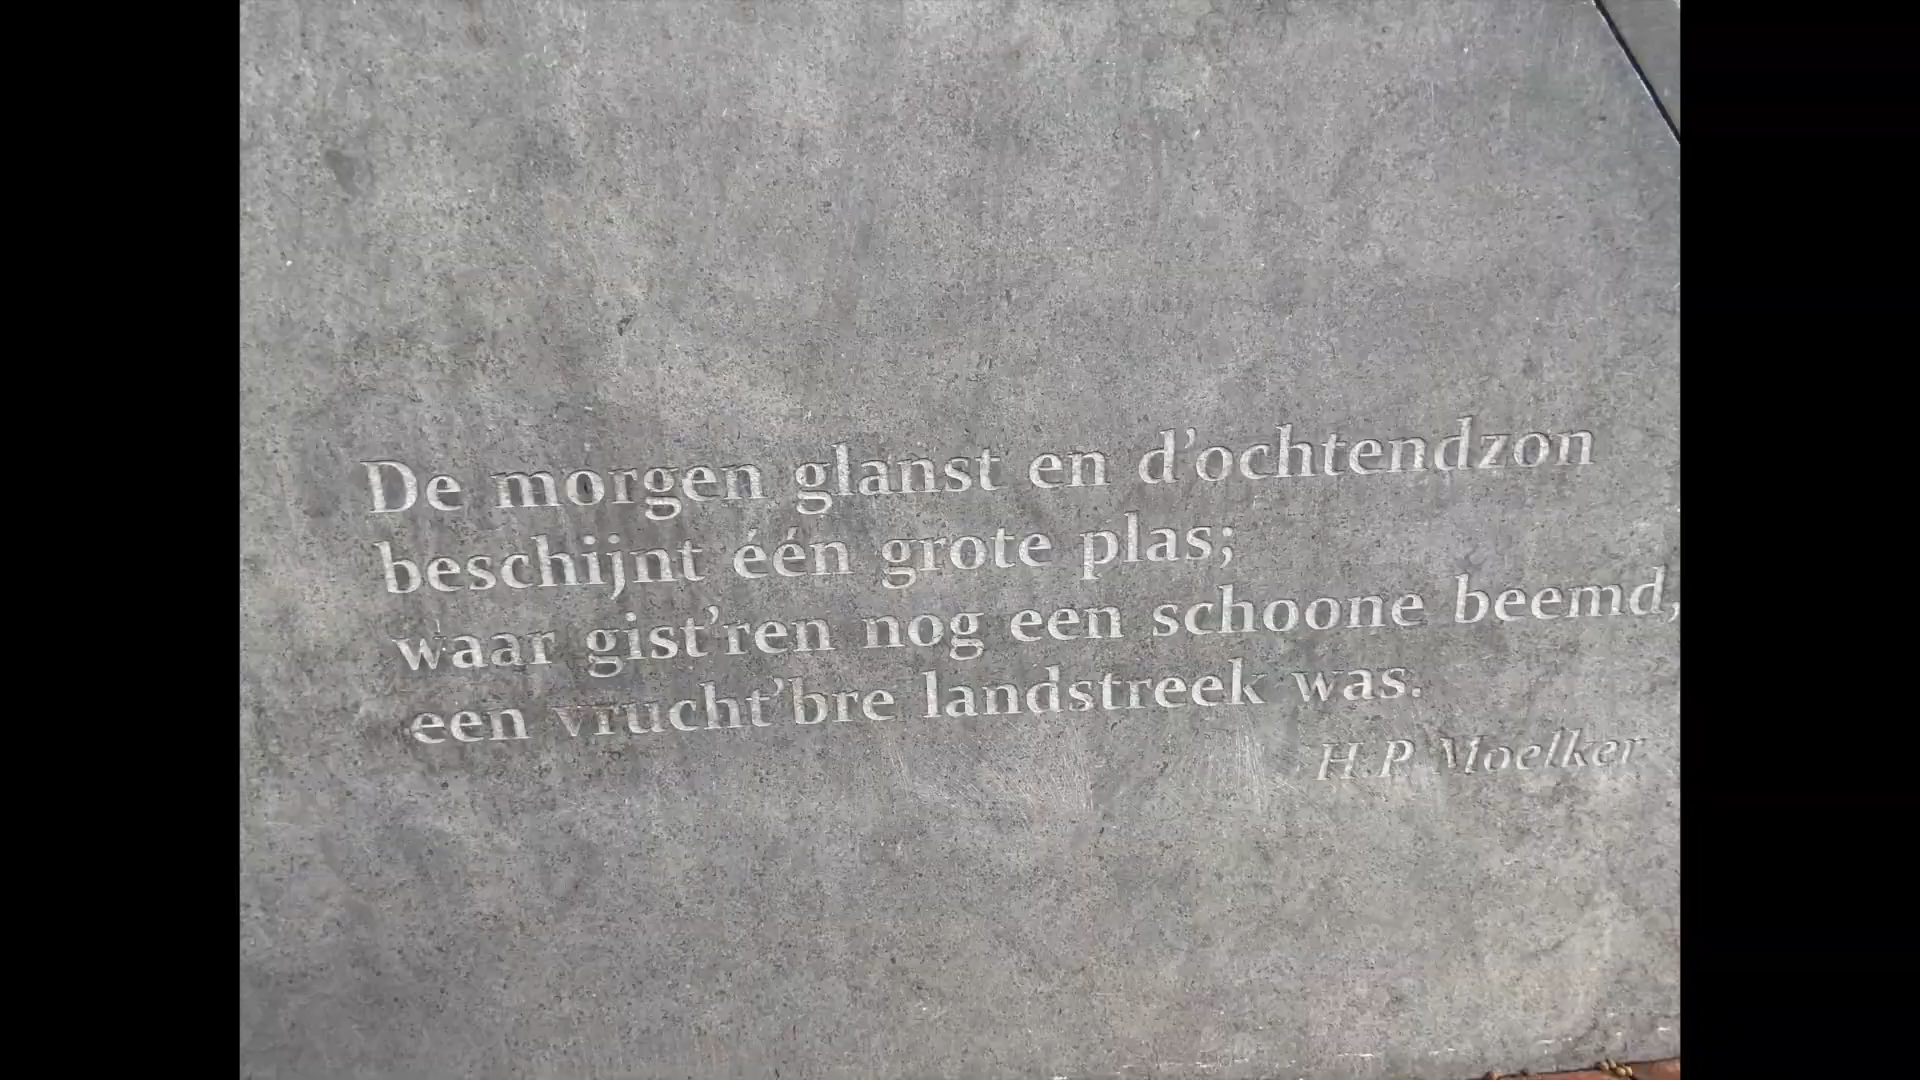 De morgen glanst en d'ochtendzon
beschijnt één grote plas;
waar gist'ren nog een schoone beemd,
een vrucht'bre landstreek was.
H.P. Moelker